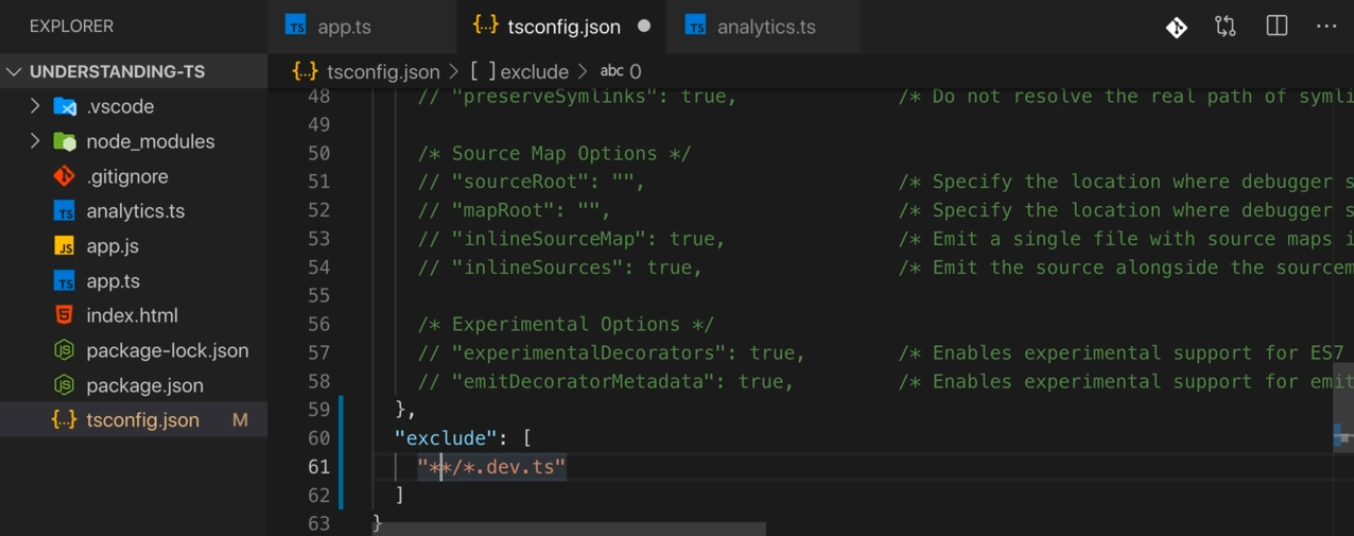 EXPLORER
app.ts
tsconfig.json
analytics.ts
UNDERSTANDING-TS
tsconfig.json > [ ] exclude > abc 0
.vscode
node_modules
.gitignore
analytics.ts
app.js
app.ts
index.html
package-lock.json
package.json
tsconfig.json M
48 // "preserveSymlinks": true, /* Do not resolve the real path of symli
49
50 /* Source Map Options */
51 // "sourceRoot": "", /* Specify the location where debugger s
52 // "mapRoot": "", /* Specify the location where debugger s
53 // "inlineSourceMap": true, /* Emit a single file with source maps i
54 // "inlineSources": true, /* Emit the source alongside the sourcem
55
56 /* Experimental Options */
57 // "experimentalDecorators": true, /* Enables experimental support for ES7
58 // "emitDecoratorMetadata": true, /* Enables experimental support for emit
59 },
60 "exclude": [
61 "**/*.dev.ts"
62 ]
63 }